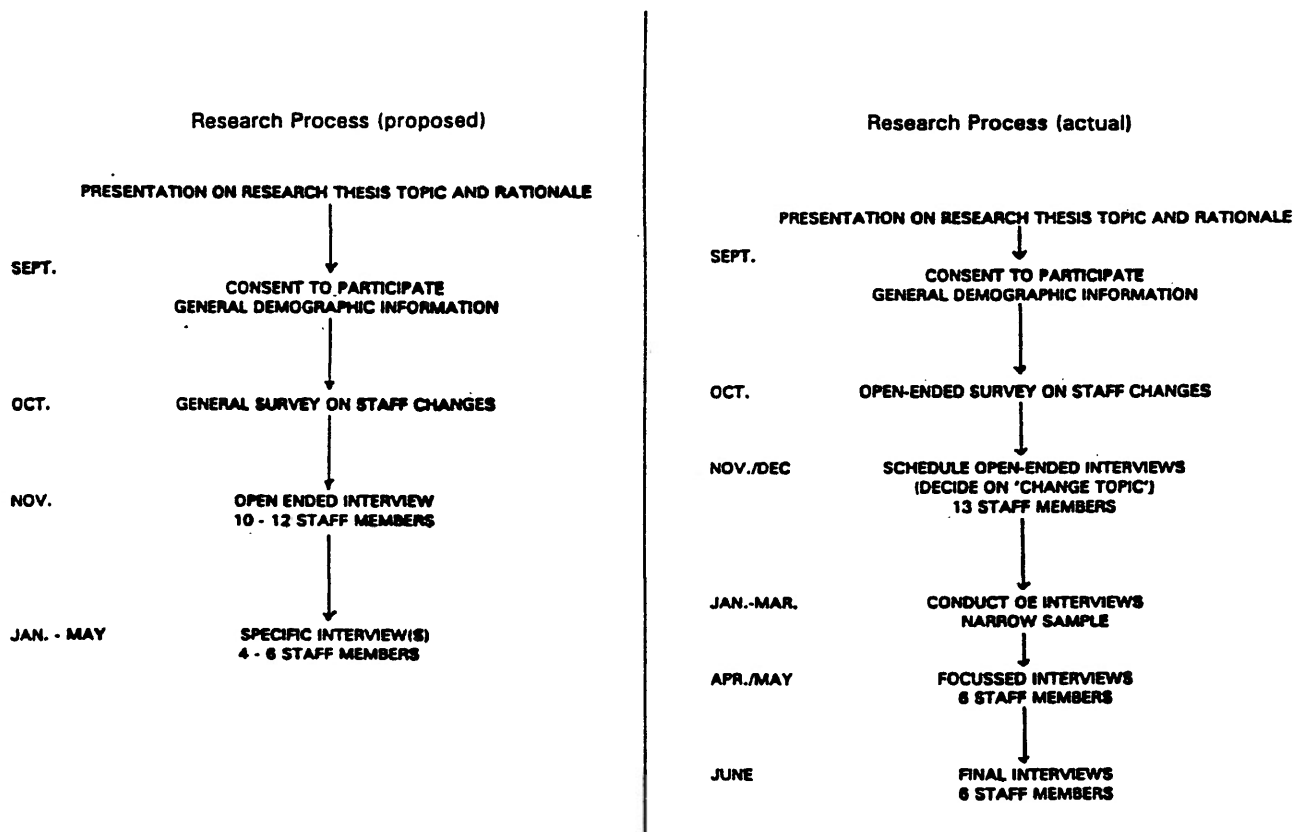 Research Process (proposed)
PRESENTATION ON RESEARCH THESIS TOPIC AND RATIONALE
SEPT.
CONSENT TO PARTICIPATE
GENERAL DEMOGRAPHIC INFORMATION
OCT.
GENERAL SURVEY ON STAFF CHANGES
NOV.
OPEN ENDED INTERVIEW
10 - 12 STAFF MEMBERS
JAN. - MAY
SPECIFIC INTERVIEW(S)
4 - 6 STAFF MEMBERS
Research Process (actual)
PRESENTATION ON RESEARCH THESIS TOPIC AND RATIONALE
SEPT.
CONSENT TO PARTICIPATE
GENERAL DEMOGRAPHIC INFORMATION
OCT.
OPEN-ENDED SURVEY ON STAFF CHANGES
NOV./DEC
SCHEDULE OPEN-ENDED INTERVIEWS
(DECIDE ON "CHANGE TOPIC")
13 STAFF MEMBERS
JAN.-MAR.
CONDUCT OE INTERVIEWS
NARROW SAMPLE
APR./MAY
FOCUSSED INTERVIEWS
6 STAFF MEMBERS
JUNE
FINAL INTERVIEWS
6 STAFF MEMBERS